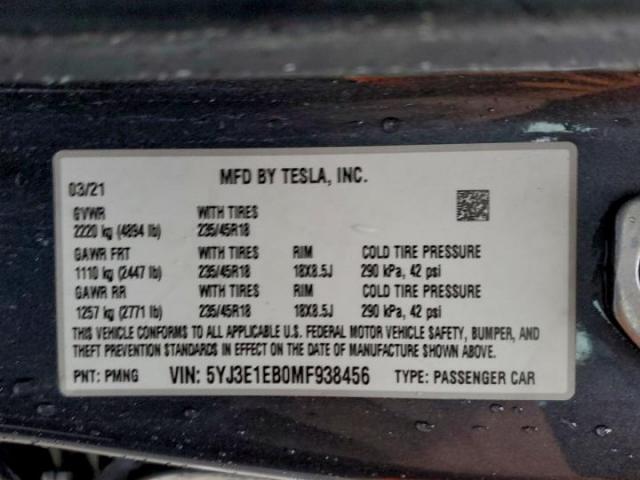 MFD BY TESLA, INC.
03/21
GVWR WITH TIRES
2220 kg (4894 lb) 235/45R18
GAWR FRT WITH TIRES RIM COLD TIRE PRESSURE
1110 kg (2447 lb) 235/45R18 18X8.5J 290 kPa, 42 psi
GAWR RR WITH TIRES RIM COLD TIRE PRESSURE
1257 kg (2771 lb) 235/45R18 18X8.5J 290 kPa, 42 psi
THIS VEHICLE CONFORMS TO ALL APPLICABLE U.S. FEDERAL MOTOR VEHICLE SAFETY, BUMPER, AND
THEFT PREVENTION STANDARDS IN EFFECT ON THE DATE OF MANUFACTURE SHOWN ABOVE.
PNT: PMNG VIN: 5YJ3E1EB0MF938456 TYPE: PASSENGER CAR